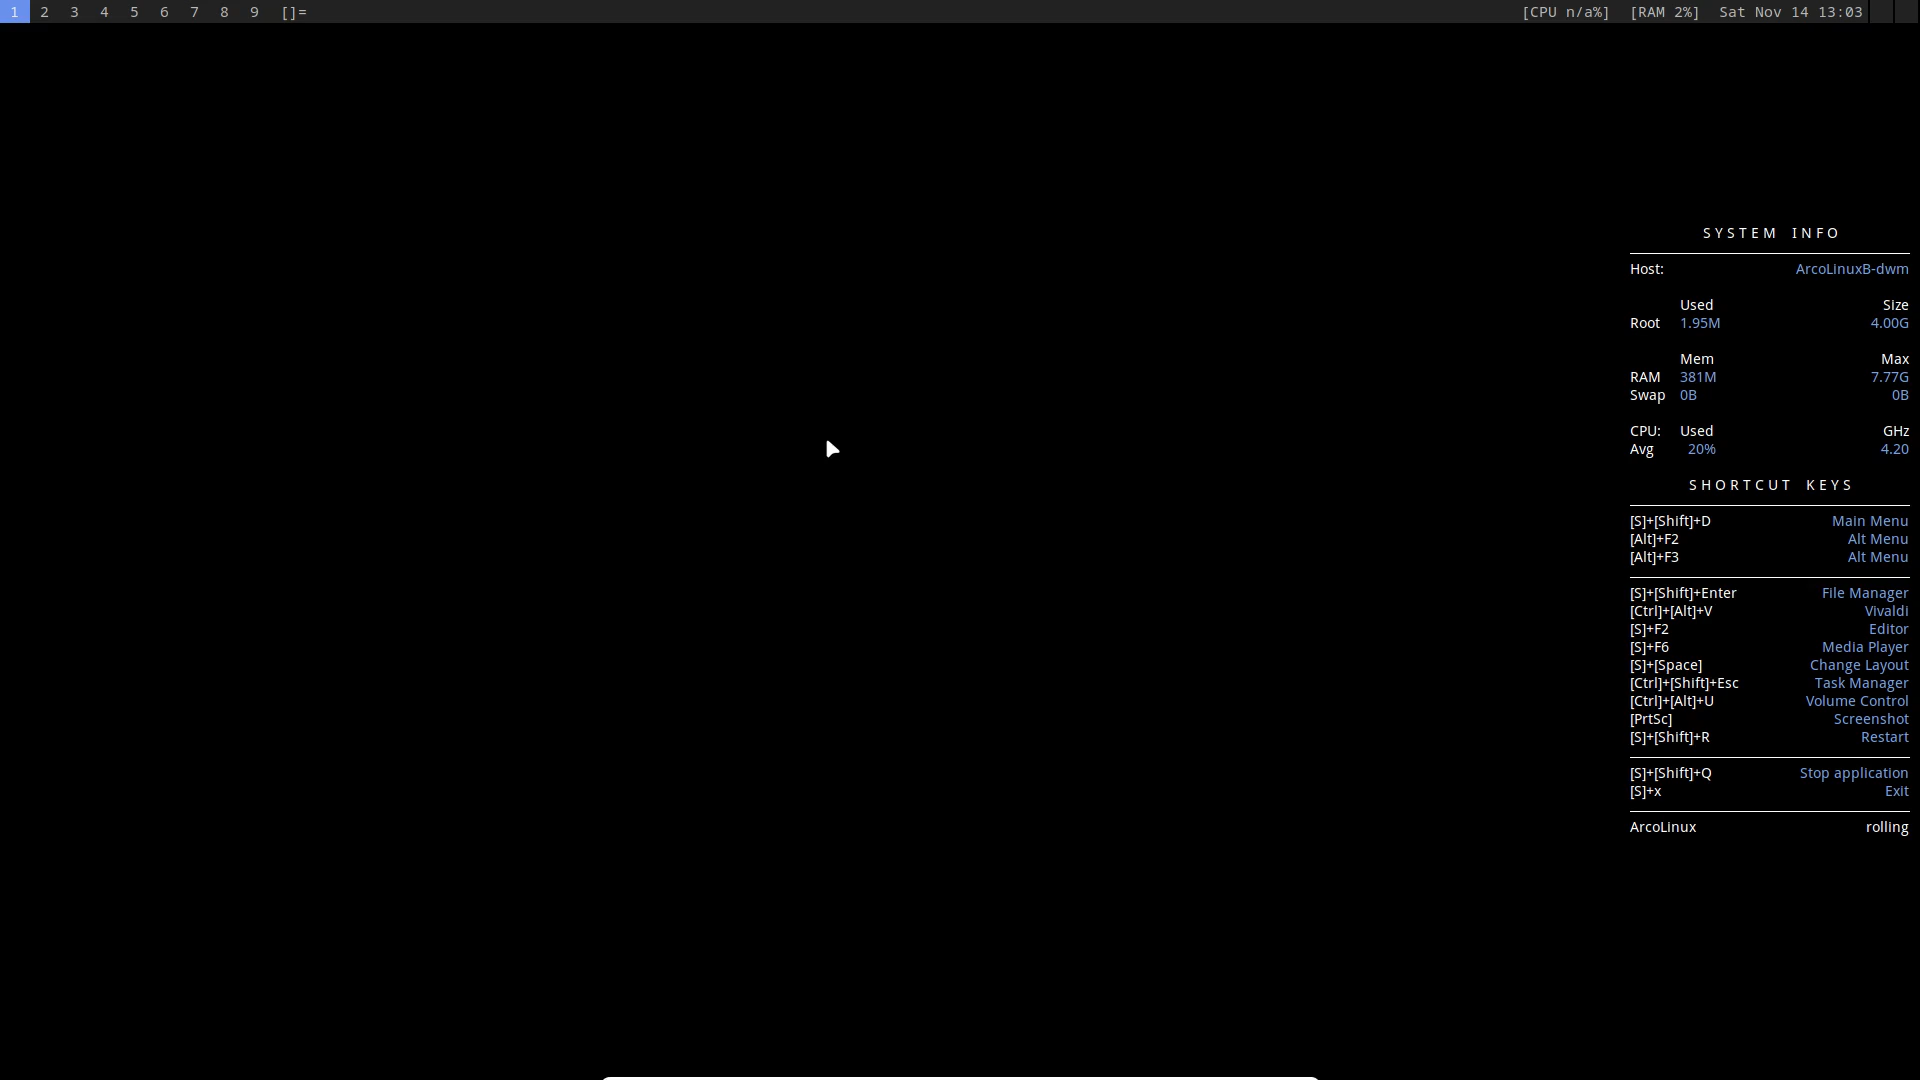 1 2 3 4 5 6 7 8 9 []= [CPU n/a%] [RAM 2%] Sat Nov 14 13:03
SYSTEM INFO
Host: ArcoLinuxB-dwm
Used Size
Root 1.95M 4.00G
Mem Max
RAM 381M 7.77G
Swap 0B 0B
CPU: Used GHz
Avg 20% 4.20
SHORTCUT KEYS
[S]+[Shift]+D Main Menu
[Alt]+F2 Alt Menu
[Alt]+F3 Alt Menu
[S]+[Shift]+Enter File Manager
[Ctrl]+[Alt]+V Vivaldi
[S]+F2 Editor
[S]+F6 Media Player
[S]+[Space] Change Layout
[Ctrl]+[Shift]+Esc Task Manager
[Ctrl]+[Alt]+U Volume Control
[PrtSc] Screenshot
[S]+[Shift]+R Restart
[S]+[Shift]+Q Stop application
[S]+x Exit
ArcoLinux rolling